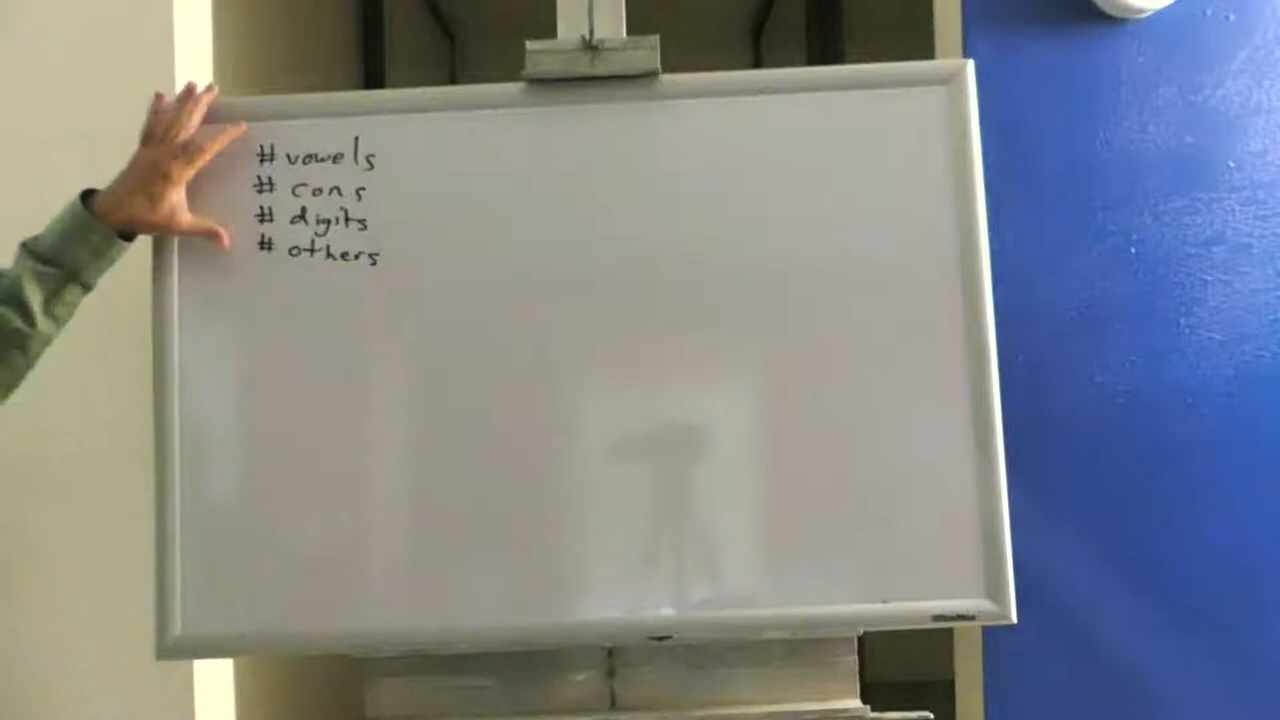 # vowels
# cons
# digits
# others